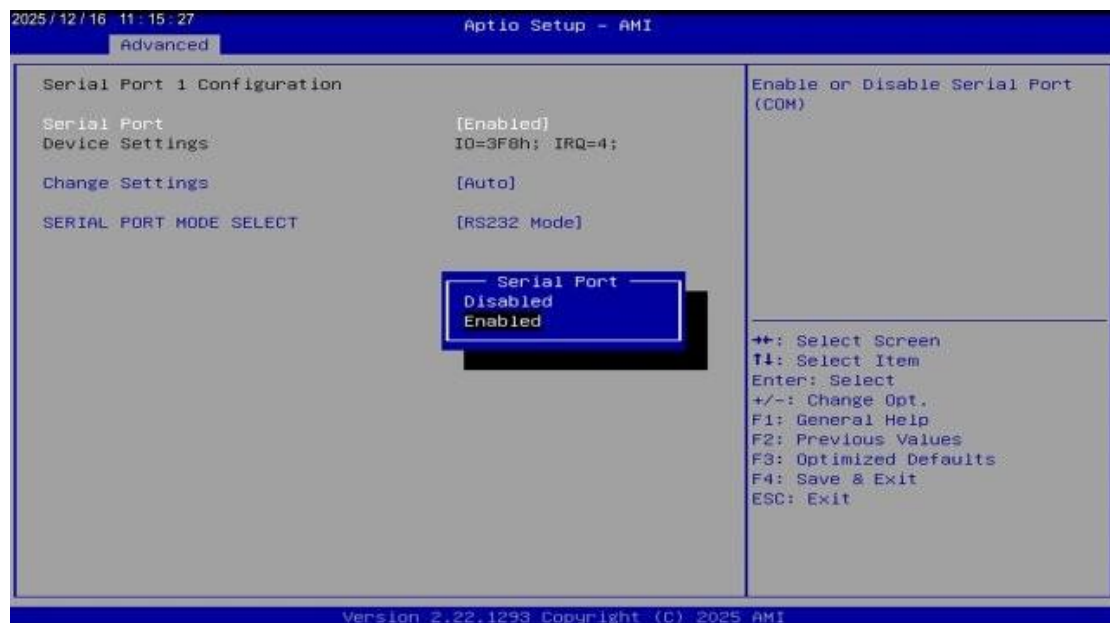 2025/12/16 11:15:27
Aptio Setup – AMI
Advanced
Serial Port 1 Configuration
Serial Port [Enabled]
Device Settings IO=3F8h; IRQ=4;
Change Settings [Auto]
SERIAL PORT MODE SELECT [RS232 Mode]
Serial Port
Disabled
Enabled
Enable or Disable Serial Port
(COM)
→←: Select Screen
↑↓: Select Item
Enter: Select
+/-: Change Opt.
F1: General Help
F2: Previous Values
F3: Optimized Defaults
F4: Save & Exit
ESC: Exit
Version 2.22.1293 Copyright (C) 2025 AMI